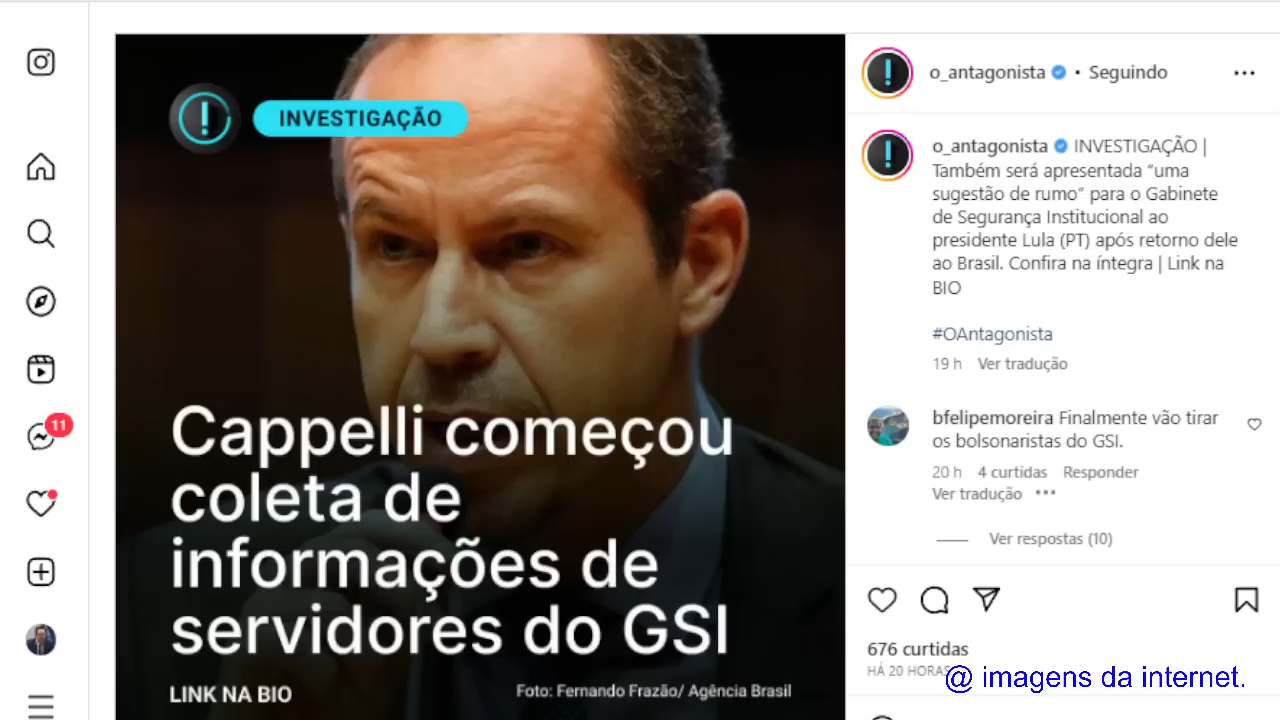 INVESTIGAÇÃO
Cappelli começou
coleta de
informações de
servidores do GSI
LINK NA BIO
Foto: Fernando Frazão/ Agência Brasil
o_antagonista • Seguindo
o_antagonista INVESTIGAÇÃO |
Também será apresentada “uma
sugestão de rumo” para o Gabinete
de Segurança Institucional ao
presidente Lula (PT) após retorno dele
ao Brasil. Confira na íntegra | Link na
BIO
#OAntagonista
19 h Ver tradução
bfelipemoreira Finalmente vão tirar
os bolsonaristas do GSI.
20 h 4 curtidas Responder
Ver tradução
Ver respostas (10)
676 curtidas
HÁ 20 HORAS
@ imagens da internet.
11